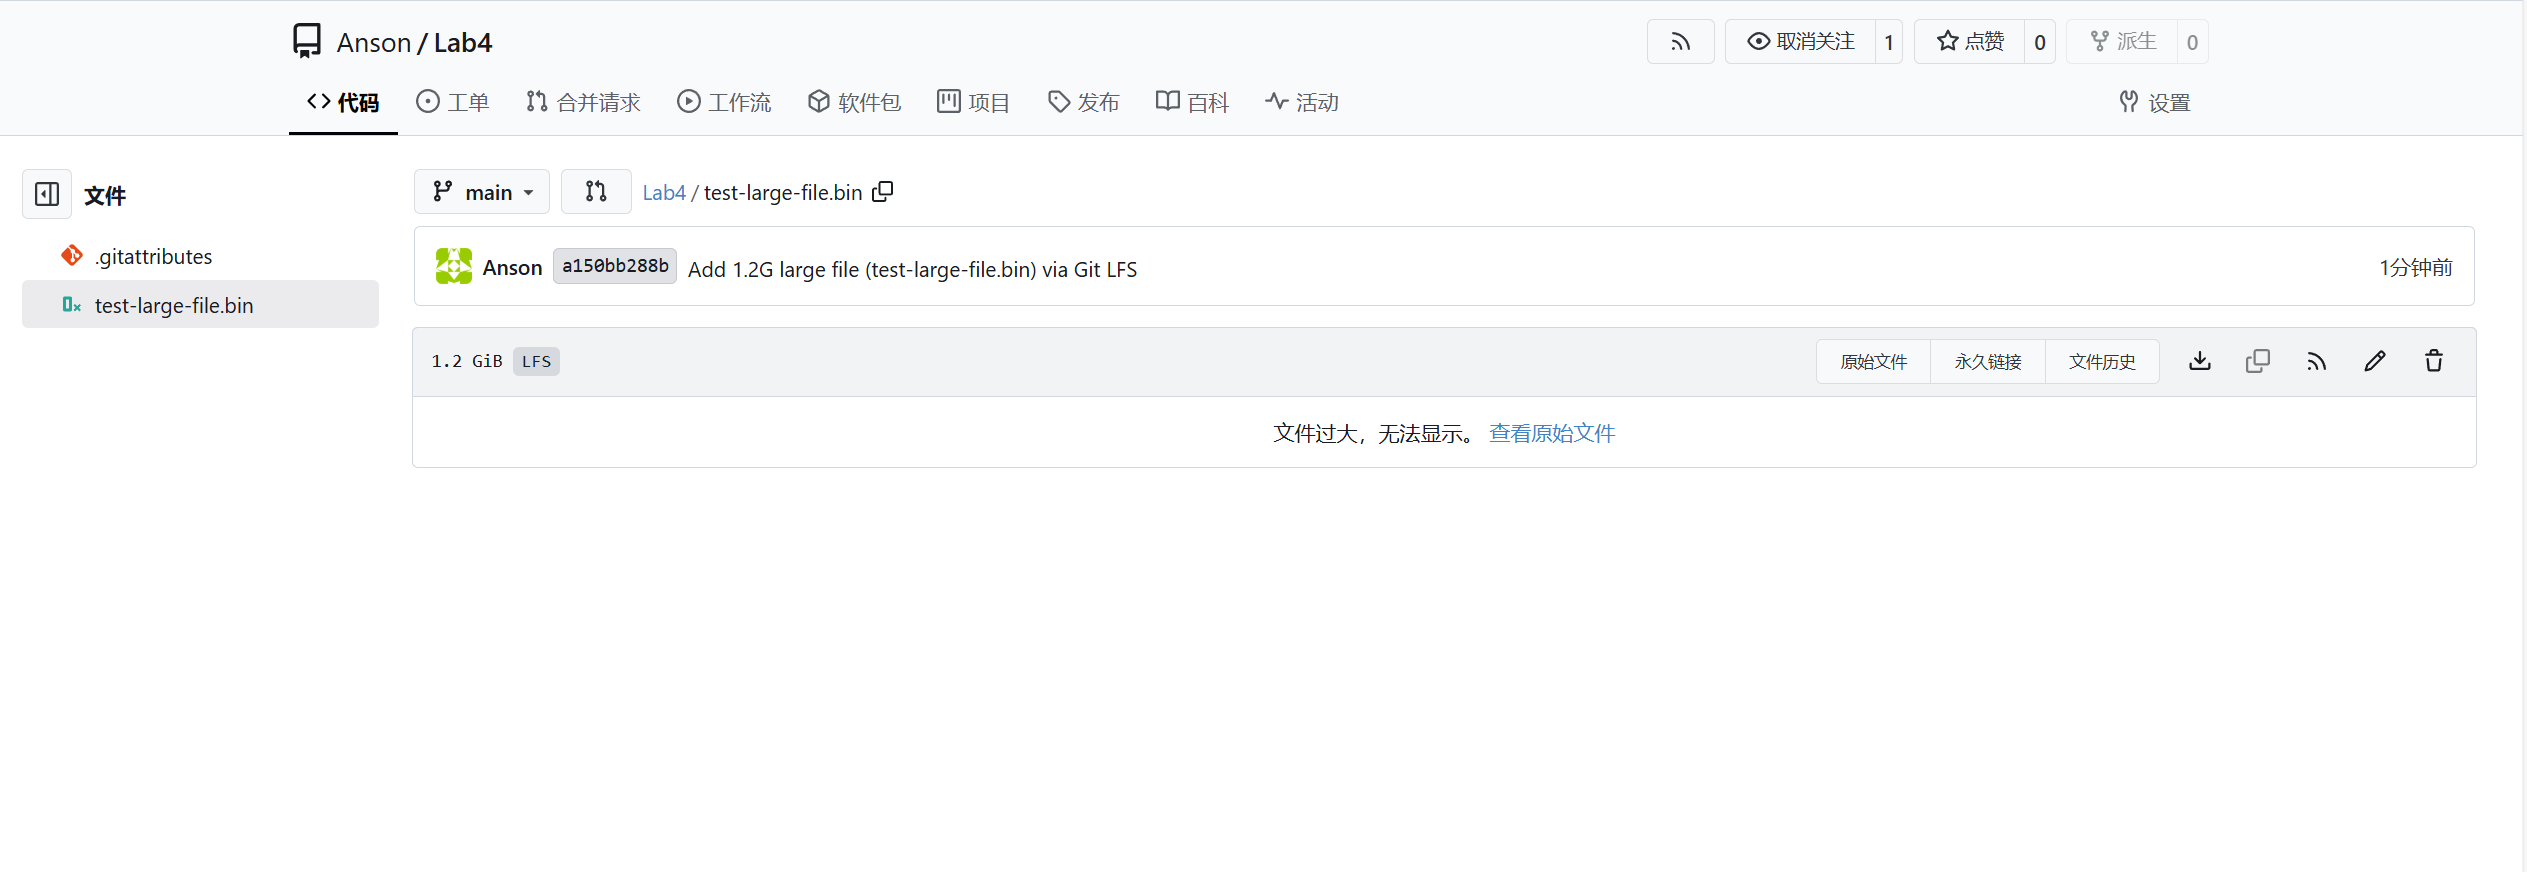 Anson / Lab4
取消关注 1 点赞 0 派生 0
代码 工单 合并请求 工作流 软件包 项目 发布 百科 活动 设置
文件
.gitattributes
test-large-file.bin
main Lab4 / test-large-file.bin
Anson a150bb288b Add 1.2G large file (test-large-file.bin) via Git LFS 1分钟前
1.2 GiB LFS 原始文件 永久链接 文件历史
文件过大，无法显示。 查看原始文件